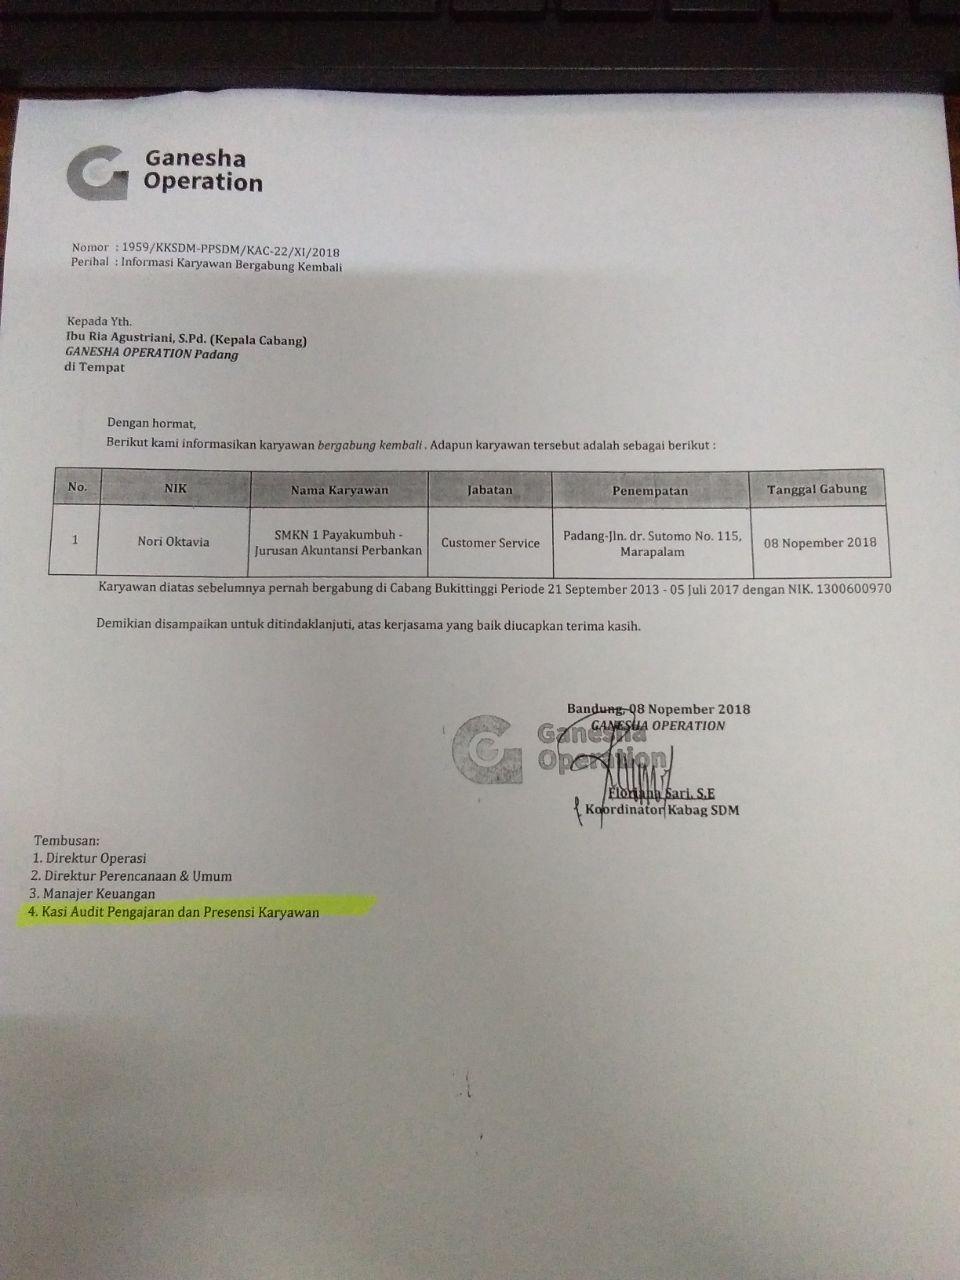 Ganesha
Operation
Nomor : 1959/KKSDM-PPSDM/KAC-22/XI/2018
Perihal : Informasi Karyawan Bergabung Kembali
Kepada Yth.
Ibu Ria Agustriani, S.Pd. (Kepala Cabang)
GANESHA OPERATION Padang
di Tempat
Dengan hormat,
Berikut kami informasikan karyawan bergabung kembali . Adapun karyawan tersebut adalah sebagai berikut :
No. NIK Nama Karyawan Jabatan Penempatan Tanggal Gabung
1 Nori Oktavia SMKN 1 Payakumbuh - Jurusan Akuntansi Perbankan Customer Service Padang-Jln. dr. Sutomo No. 115, Marapalam 08 Nopember 2018
Karyawan diatas sebelumnya pernah bergabung di Cabang Bukittinggi Periode 21 September 2013 - 05 Juli 2017 dengan NIK. 1300600970
Demikian disampaikan untuk ditindaklanjuti, atas kerjasama yang baik diucapkan terima kasih.
Bandung, 08 Nopember 2018
GANESHA OPERATION
Ganesha
Operation
Floriana Sari, S.E
Koordinator Kabag SDM
Tembusan:
1. Direktur Operasi
2. Direktur Perencanaan & Umum
3. Manajer Keuangan
4. Kasi Audit Pengajaran dan Presensi Karyawan